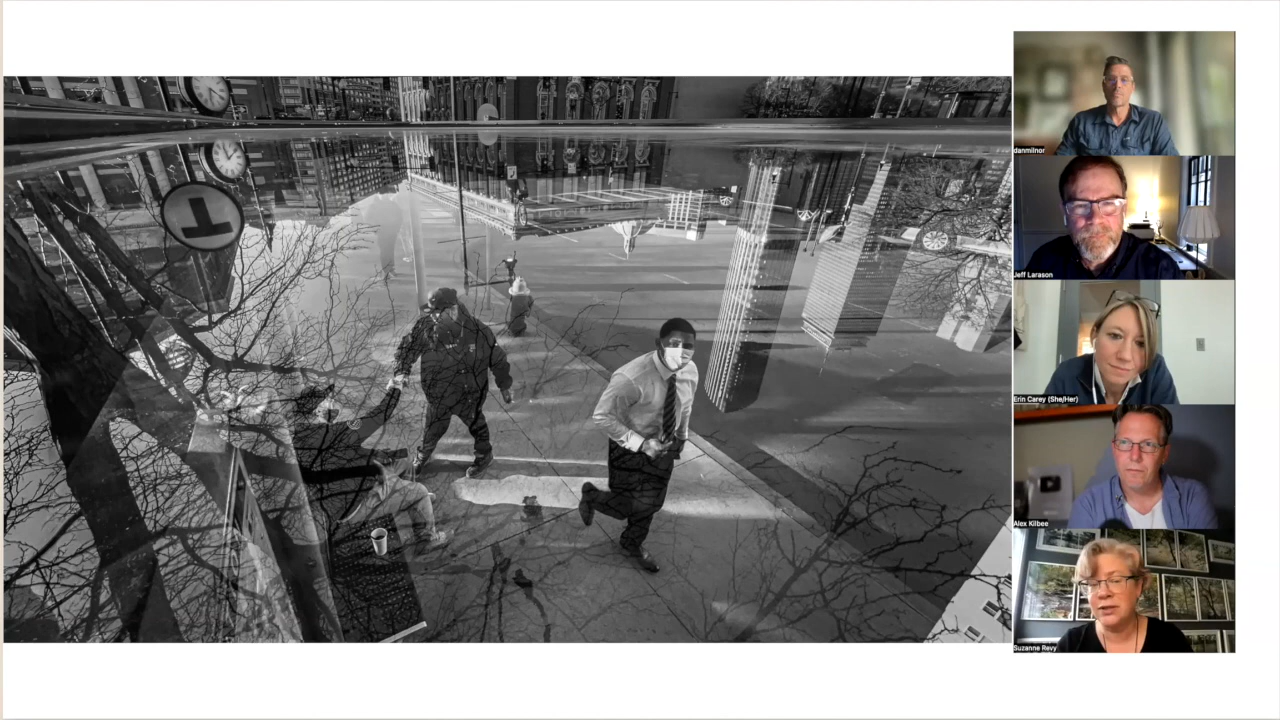 T
danmilnor
Jeff Larason
Erin Carey (She/Her)
Alex Kilbee
Suzanne Revy